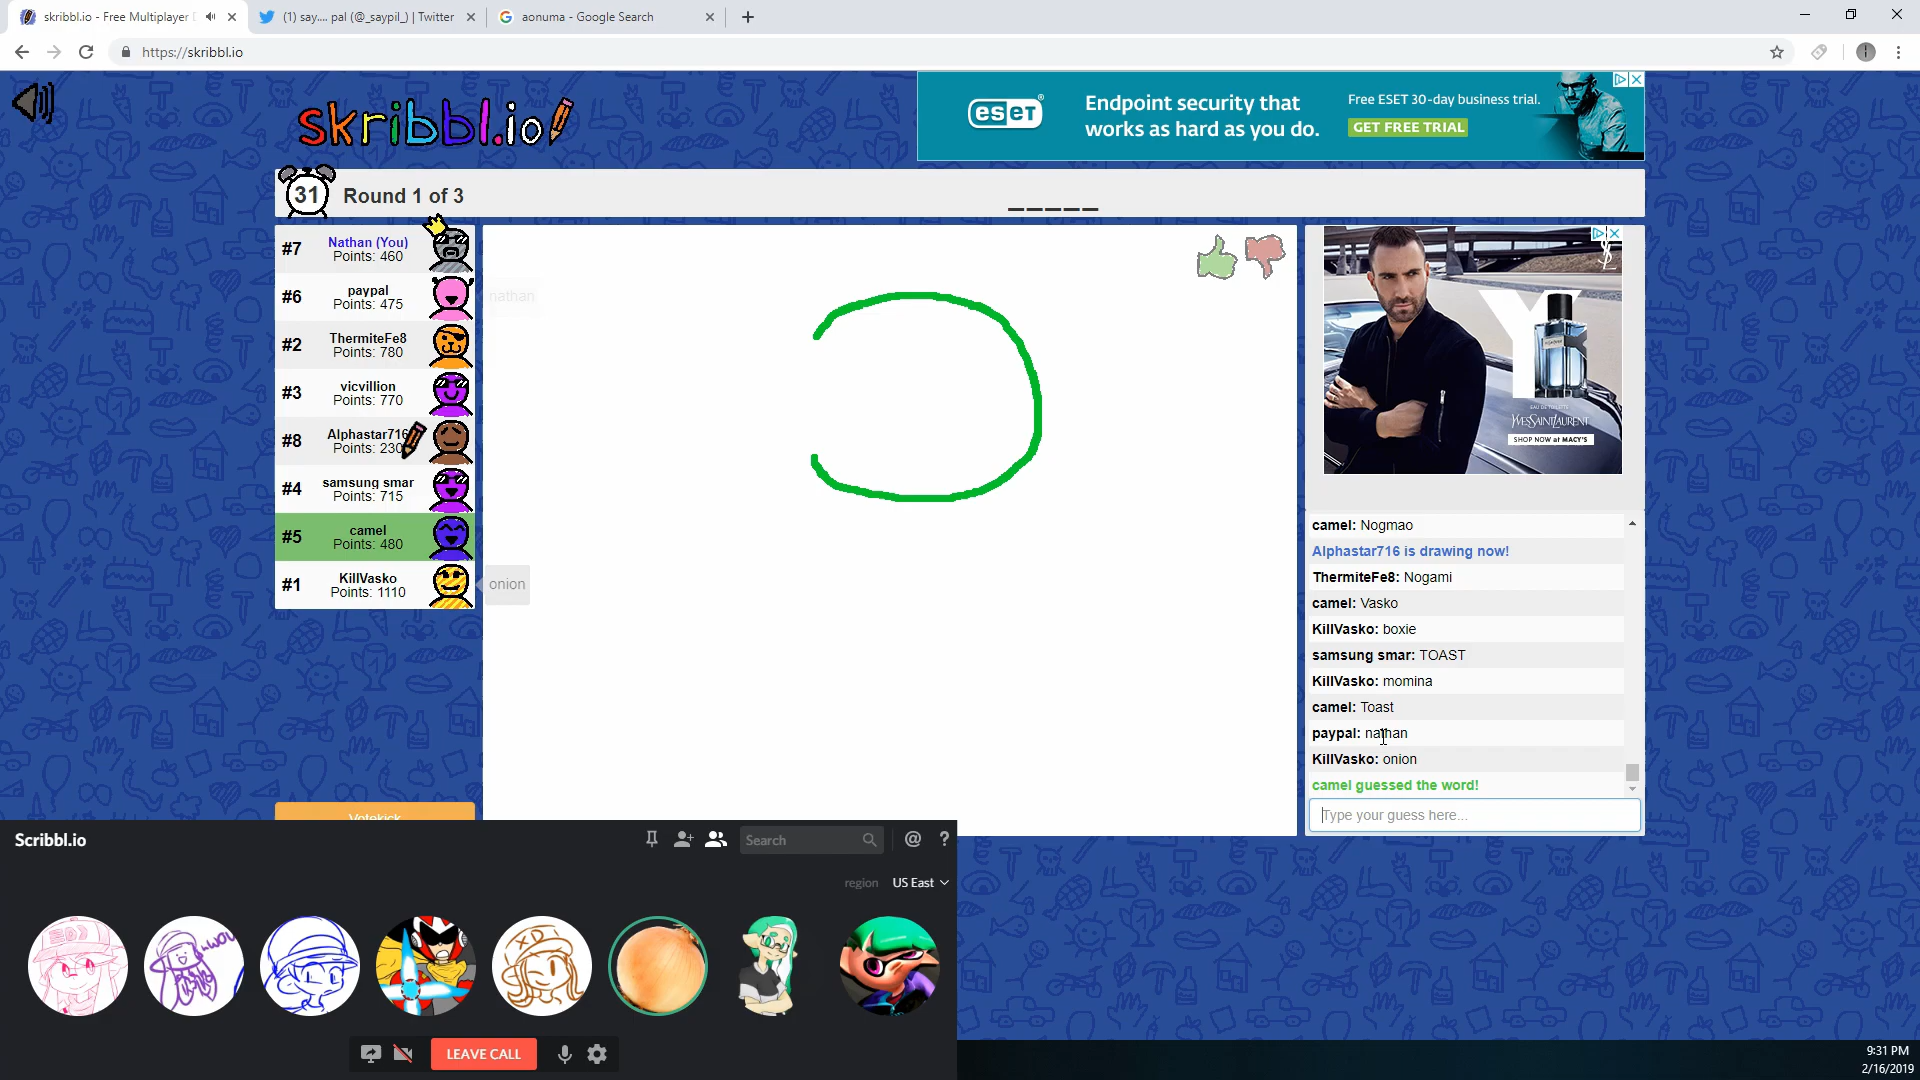 skribbl.io - Free Multiplayer
(1) say.... pal (@_saypil_) | Twitter
aonuma - Google Search
https://skribbl.io
skribbl.io
eseT
Endpoint security that
works as hard as you do.
Free ESET 30-day business trial.
GET FREE TRIAL
31
Round 1 of 3
_____
#7
Nathan (You)
Points: 460
#6
paypal
Points: 475
#2
ThermiteFe8
Points: 780
#3
vicvillion
Points: 770
#8
Alphastar716
Points: 230
#4
samsung smar
Points: 715
#5
camel
Points: 480
#1
KillVasko
Points: 1110
nathan
onion
Y
YVESSAINTLAURENT
SHOP NOW at MACY'S
camel: Nogmao
Alphastar716 is drawing now!
ThermiteFe8: Nogami
camel: Vasko
KillVasko: boxie
samsung smar: TOAST
KillVasko: momina
camel: Toast
paypal: nathan
KillVasko: onion
camel guessed the word!
Type your guess here...
Votekick
Scribbl.io
Search
@
?
region
US East
LEAVE CALL
9:31 PM
2/16/2019